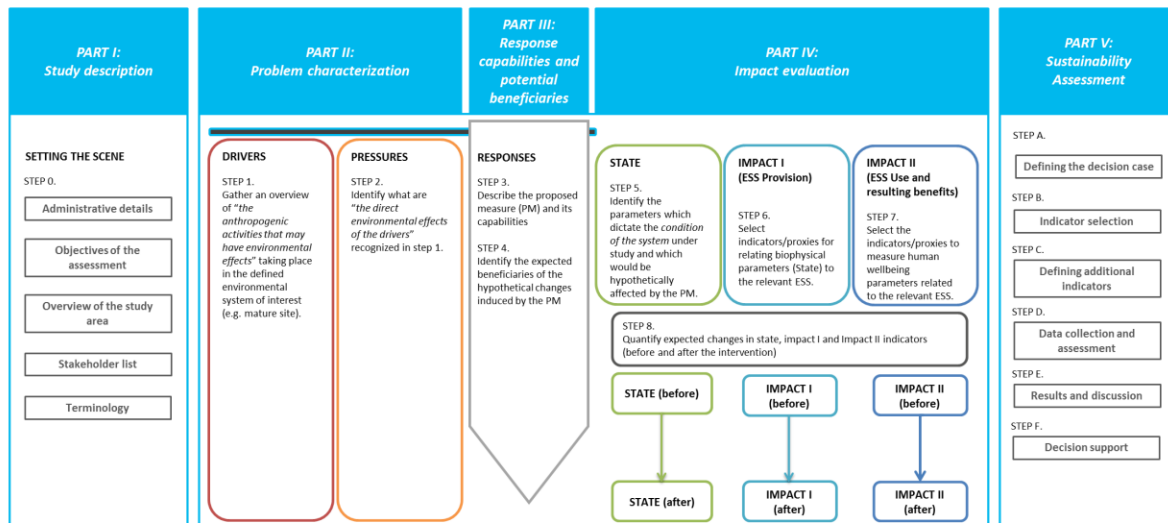 PART I:
Study description
SETTING THE SCENE
STEP 0.
Administrative details
Objectives of the
assessment
Overview of the study
area
Stakeholder list
Terminology
PART II:
Problem characterization
DRIVERS
STEP 1.
Gather an overview
of “the
anthropogenic
activities that may
have environmental
effects” taking place
in the defined
environmental
system of interest
(e.g. mature site).
PRESSURES
STEP 2.
Identify what are
“the direct
environmental effects
of the drivers”
recognized in step 1.
PART III:
Response
capabilities and
potential
beneficiaries
RESPONSES
STEP 3.
Describe the proposed
measure (PM) and its
capabilities
STEP 4.
Identify the expected
beneficiaries of the
hypothetical changes
induced by the PM
PART IV:
Impact evaluation
STATE
STEP 5.
Identify the
parameters which
dictate the condition
of the system under
study and which
would be
hypothetically
affected by the PM.
IMPACT I
(ESS Provision)
STEP 6.
Select
indicators/proxies for
relating biophysical
parameters (State) to
the relevant ESS.
IMPACT II
(ESS Use and
resulting benefits)
STEP 7.
Select the
indicators/proxies to
measure human
wellbeing
parameters related
to the relevant ESS.
STEP 8.
Quantify expected changes in state, impact I and Impact II indicators
(before and after the intervention)
STATE (before)
IMPACT I
(before)
IMPACT II
(before)
STATE (after)
IMPACT I
(after)
IMPACT II
(after)
PART V:
Sustainability
Assessment
STEP A.
Defining the decision case
STEP B.
Indicator selection
STEP C.
Defining additional
indicators
STEP D.
Data collection and
assessment
STEP E.
Results and discussion
STEP F.
Decision support